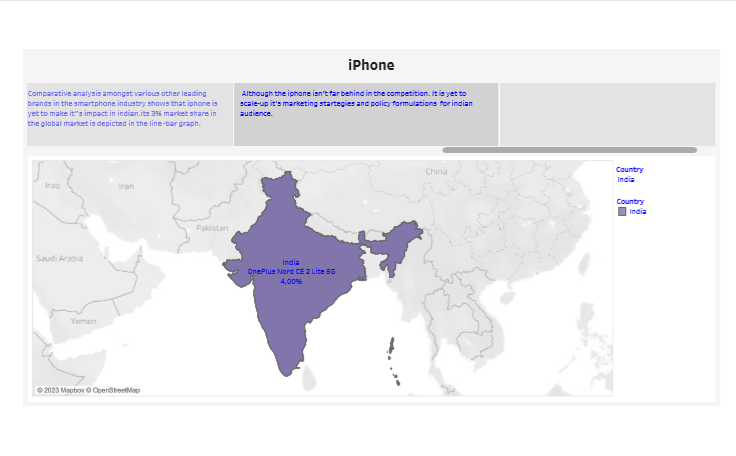 iPhone
Comparative analysis amongst various other leading
brands in the smartphone industry shows that iphone is
yet to make it"s impact in indian.its 3% market share in
the global market is depicted in the line-bar graph.
Although the iphone isn't far behind in the competition. It is yet to
scale-up it's marketing startegies and policy formulations for indian
audience.
Iraq
Iran
China
Pakistan
Saudi Arabia
Yemen
India
OnePlus Nord CE 2 Lite 5G
4,00%
© 2023 Mapbox © OpenStreetMap
Country
India
Country
India